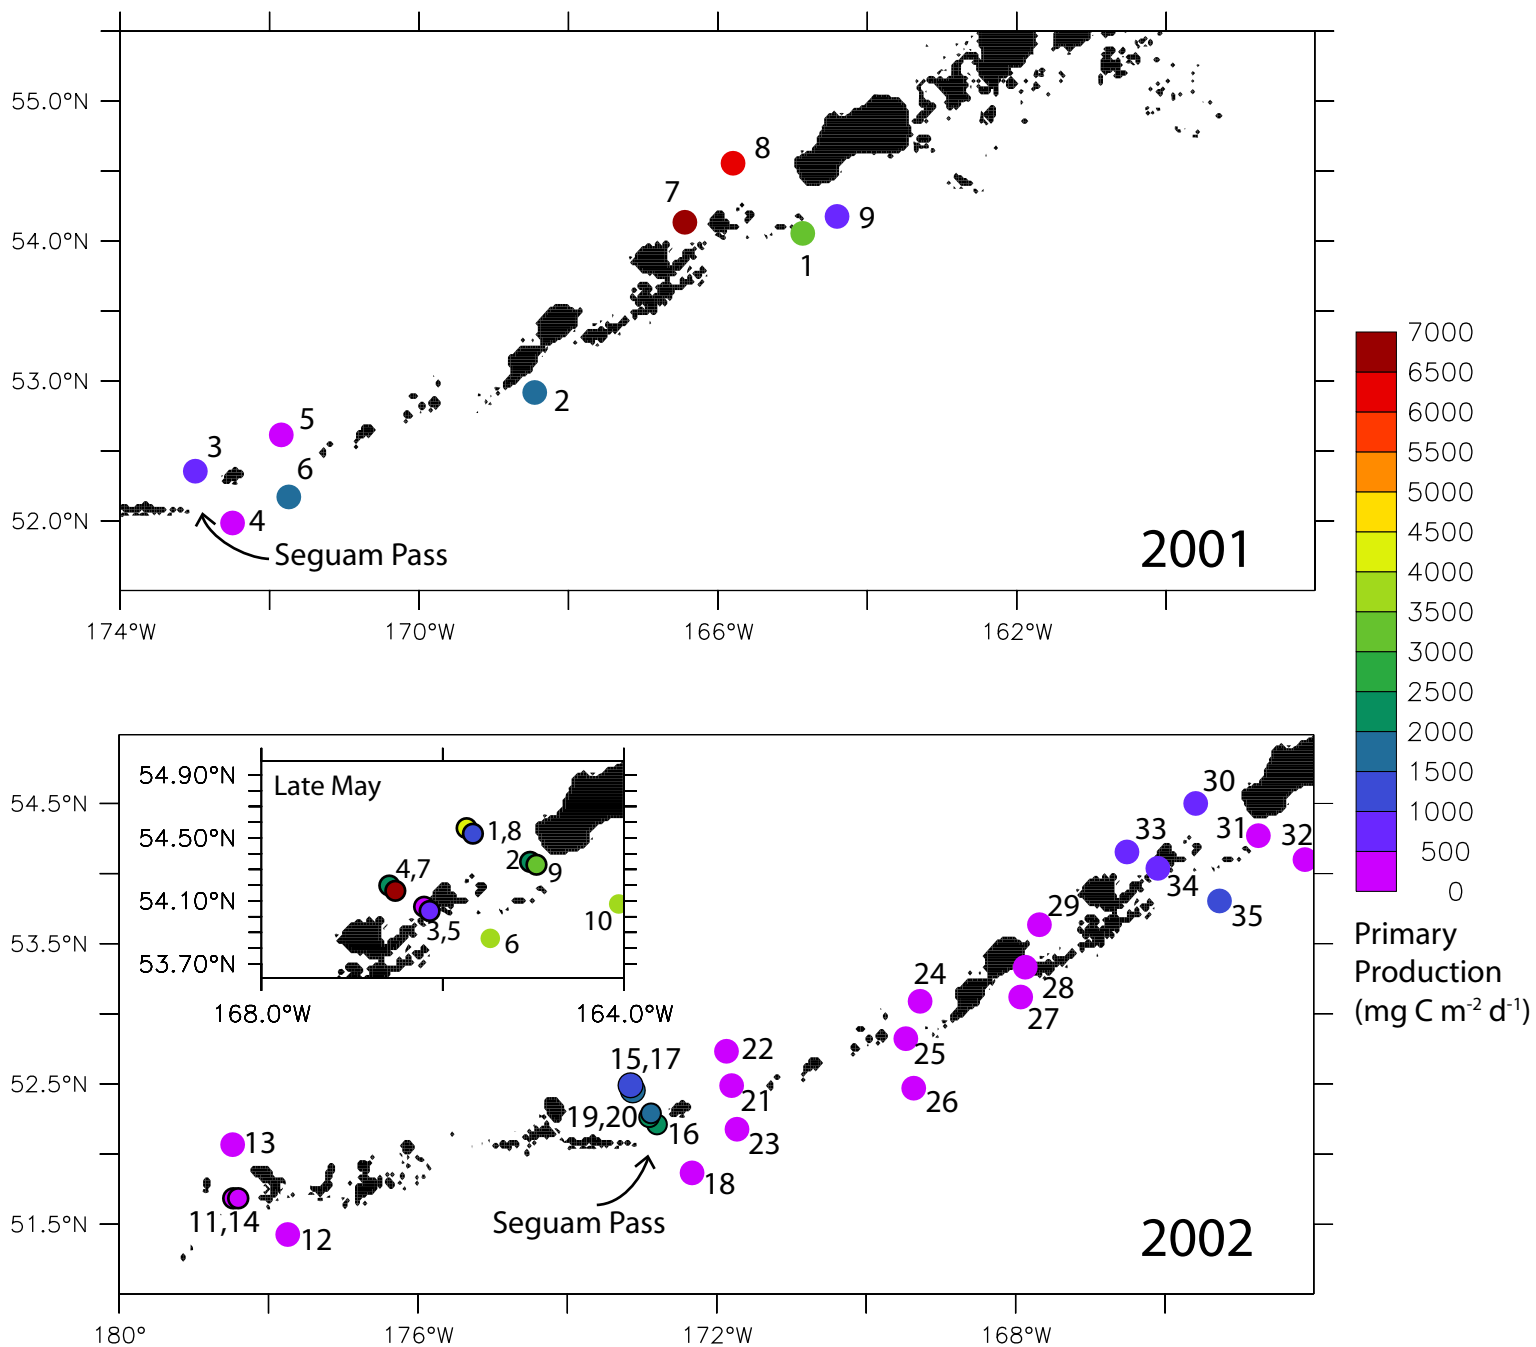 55.0°N
54.0°N
53.0°N
52.0°N
8
7
9
1
2
5
3
6
4
Seguam Pass
2001
174°W
170°W
166°W
162°W
7000
6500
6000
5500
5000
4500
4000
3500
3000
2500
2000
1500
1000
500
0
Primary
Production
(mg C m-2 d-1)
54.5°N
53.5°N
52.5°N
51.5°N
54.90°N
54.50°N
54.10°N
53.70°N
Late May
1,8
2
9
4,7
3,5
6
10
168.0°W
164.0°W
30
33
31
32
34
35
29
28
27
24
25
26
22
21
23
15,17
19,20
16
18
13
11,14
12
Seguam Pass
2002
180°
176°W
172°W
168°W